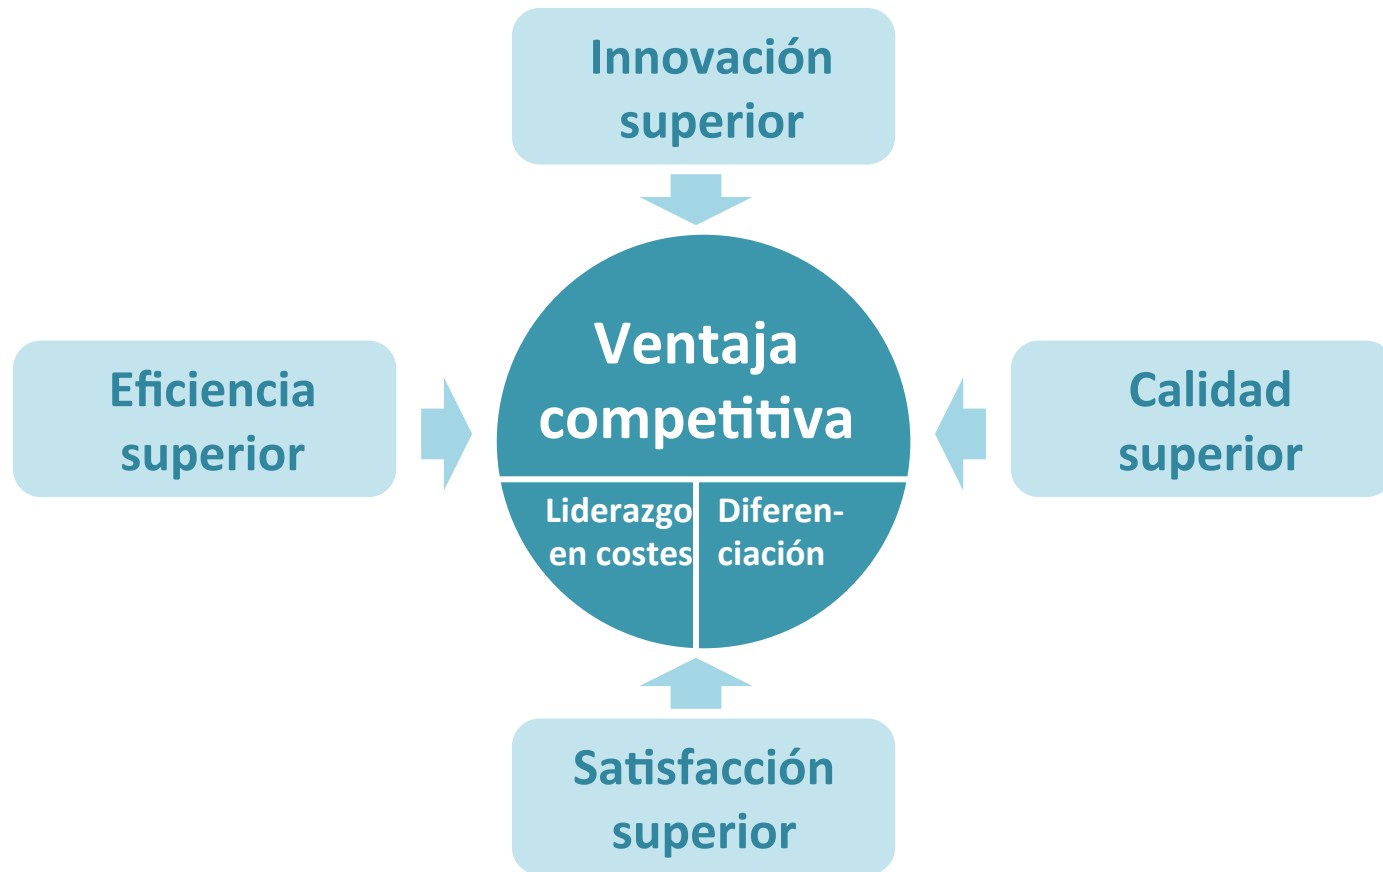 Innovación
superior
Eficiencia
superior
Ventaja
competitiva
Calidad
superior
Liderazgo
en costes
Diferen-
ciación
Satisfacción
superior